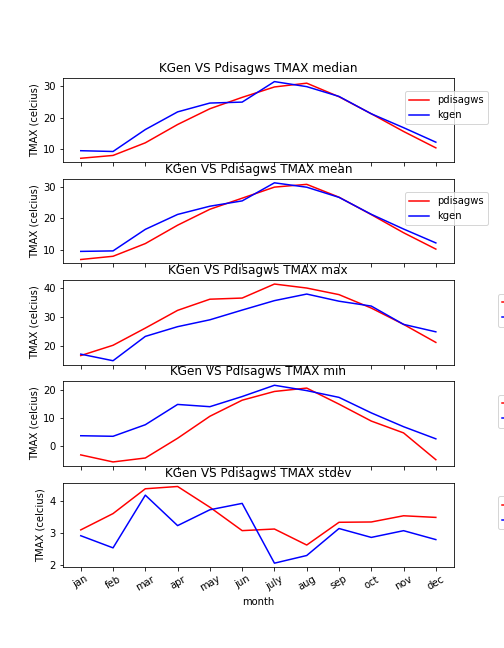 KGen VS Pdisagws TMAX median
TMAX (celcius)
30
20
10
pdisagws
kgen
KGen VS Pdisagws TMAX mean
TMAX (celcius)
30
20
10
pdisagws
kgen
KGen VS Pdisagws TMAX max
TMAX (celcius)
40
30
20
KGen VS Pdisagws TMAX min
TMAX (celcius)
20
10
0
KGen VS Pdisagws TMAX stdev
TMAX (celcius)
4
3
2
jan feb mar apr may jun july aug sep oct nov dec
month